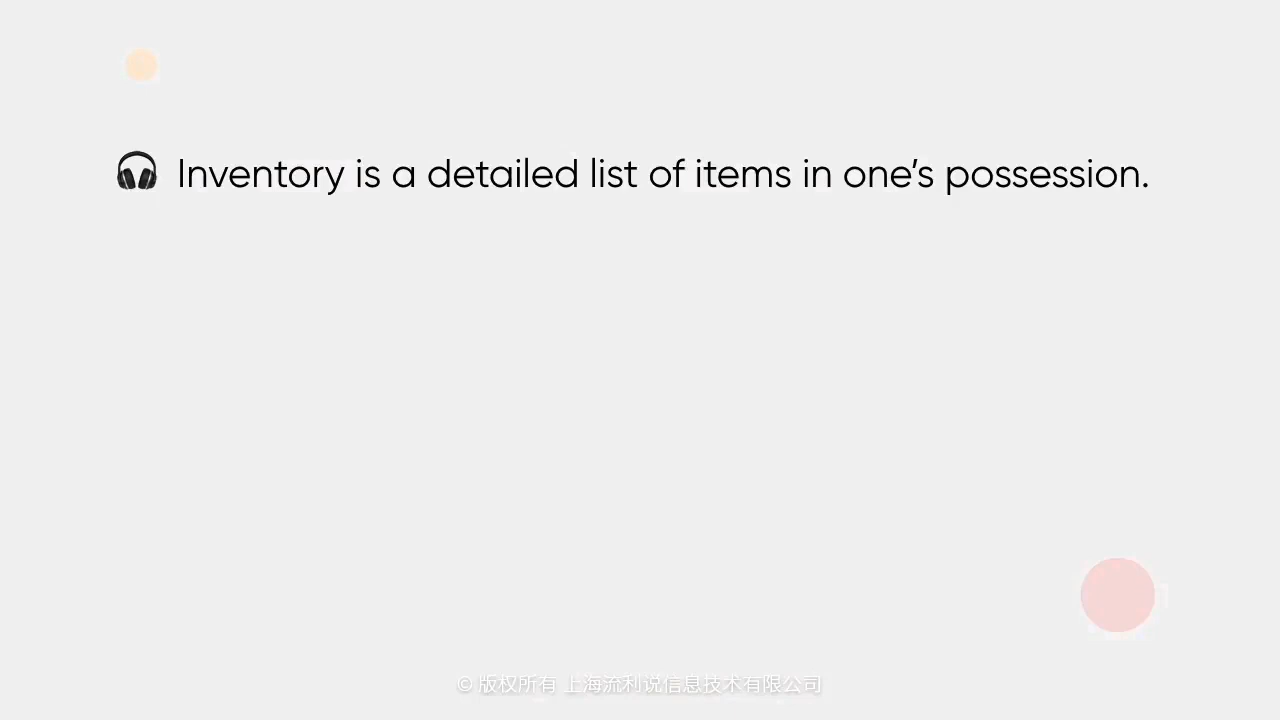 Inventory is a detailed list of items in one’s possession.
© 版权所有 上海流利说信息技术有限公司